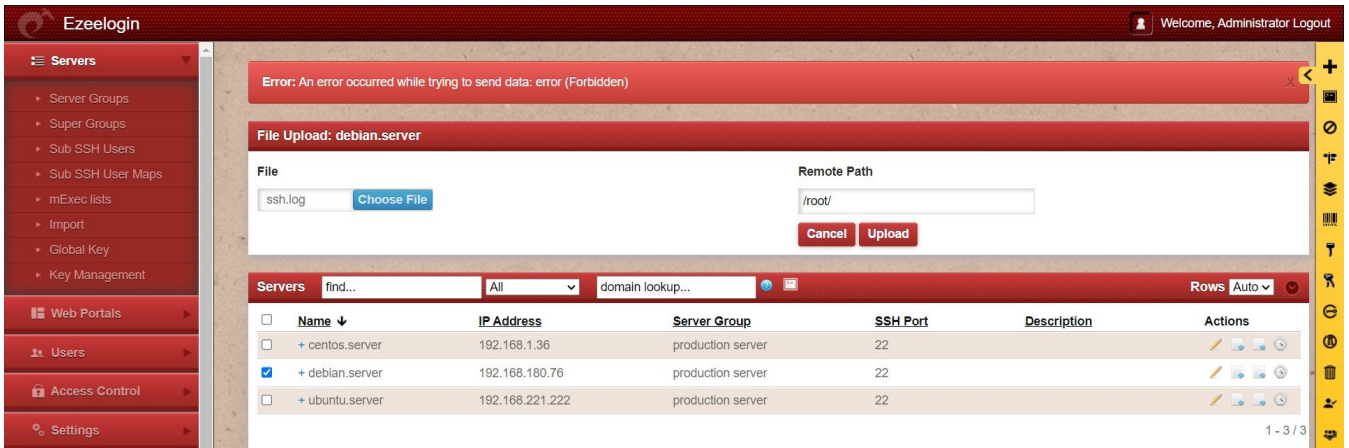 Ezeelogin
Welcome, Administrator Logout
Servers
Server Groups
Super Groups
Sub SSH Users
Sub SSH User Maps
mExec lists
Import
Global Key
Key Management
Web Portals
Users
Access Control
Settings
Error: An error occurred while trying to send data: error (Forbidden)
x
File Upload: debian.server
File
Remote Path
ssh.log Choose File
/root/
Cancel Upload
Servers find... All domain lookup... Rows Auto
Name IP Address Server Group SSH Port Description Actions
+ centos.server 192.168.1.36 production server 22
+ debian.server 192.168.180.76 production server 22
+ ubuntu.server 192.168.221.222 production server 22
1 - 3 / 3